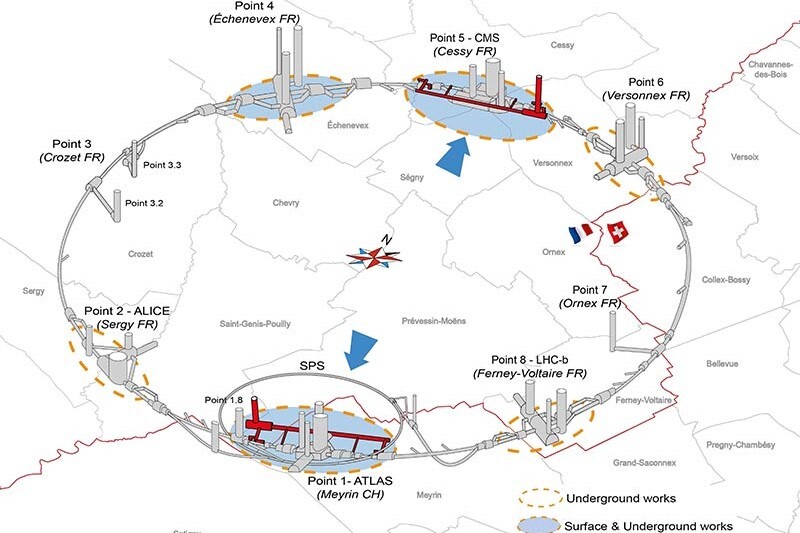 Point 4
(Échenevex FR)
Point 5 - CMS
(Cessy FR)
Cessy
Chavannes-
des-Bois
Point 6
(Versonnex FR)
Échenevex
Point 3
(Crozet FR)
Point 3.3
Versonnex
Versoix
Ségny
Point 3.2
Chevry
N
Crozet
Ornex
Collex-Bossy
Sergy
Point 7
(Ornex FR)
Point 2 - ALICE
(Sergy FR)
Saint-Genis-Pouilly
Prévessin-Moëns
SPS
Point 8 - LHC-b
(Ferney-Voltaire FR)
Bellevue
Point 1.8
Ferney-Voltaire
Pregny-Chambésy
Grand-Saconnex
Point 1- ATLAS
(Meyrin CH)
Meyrin
Underground works
Surface & Underground works